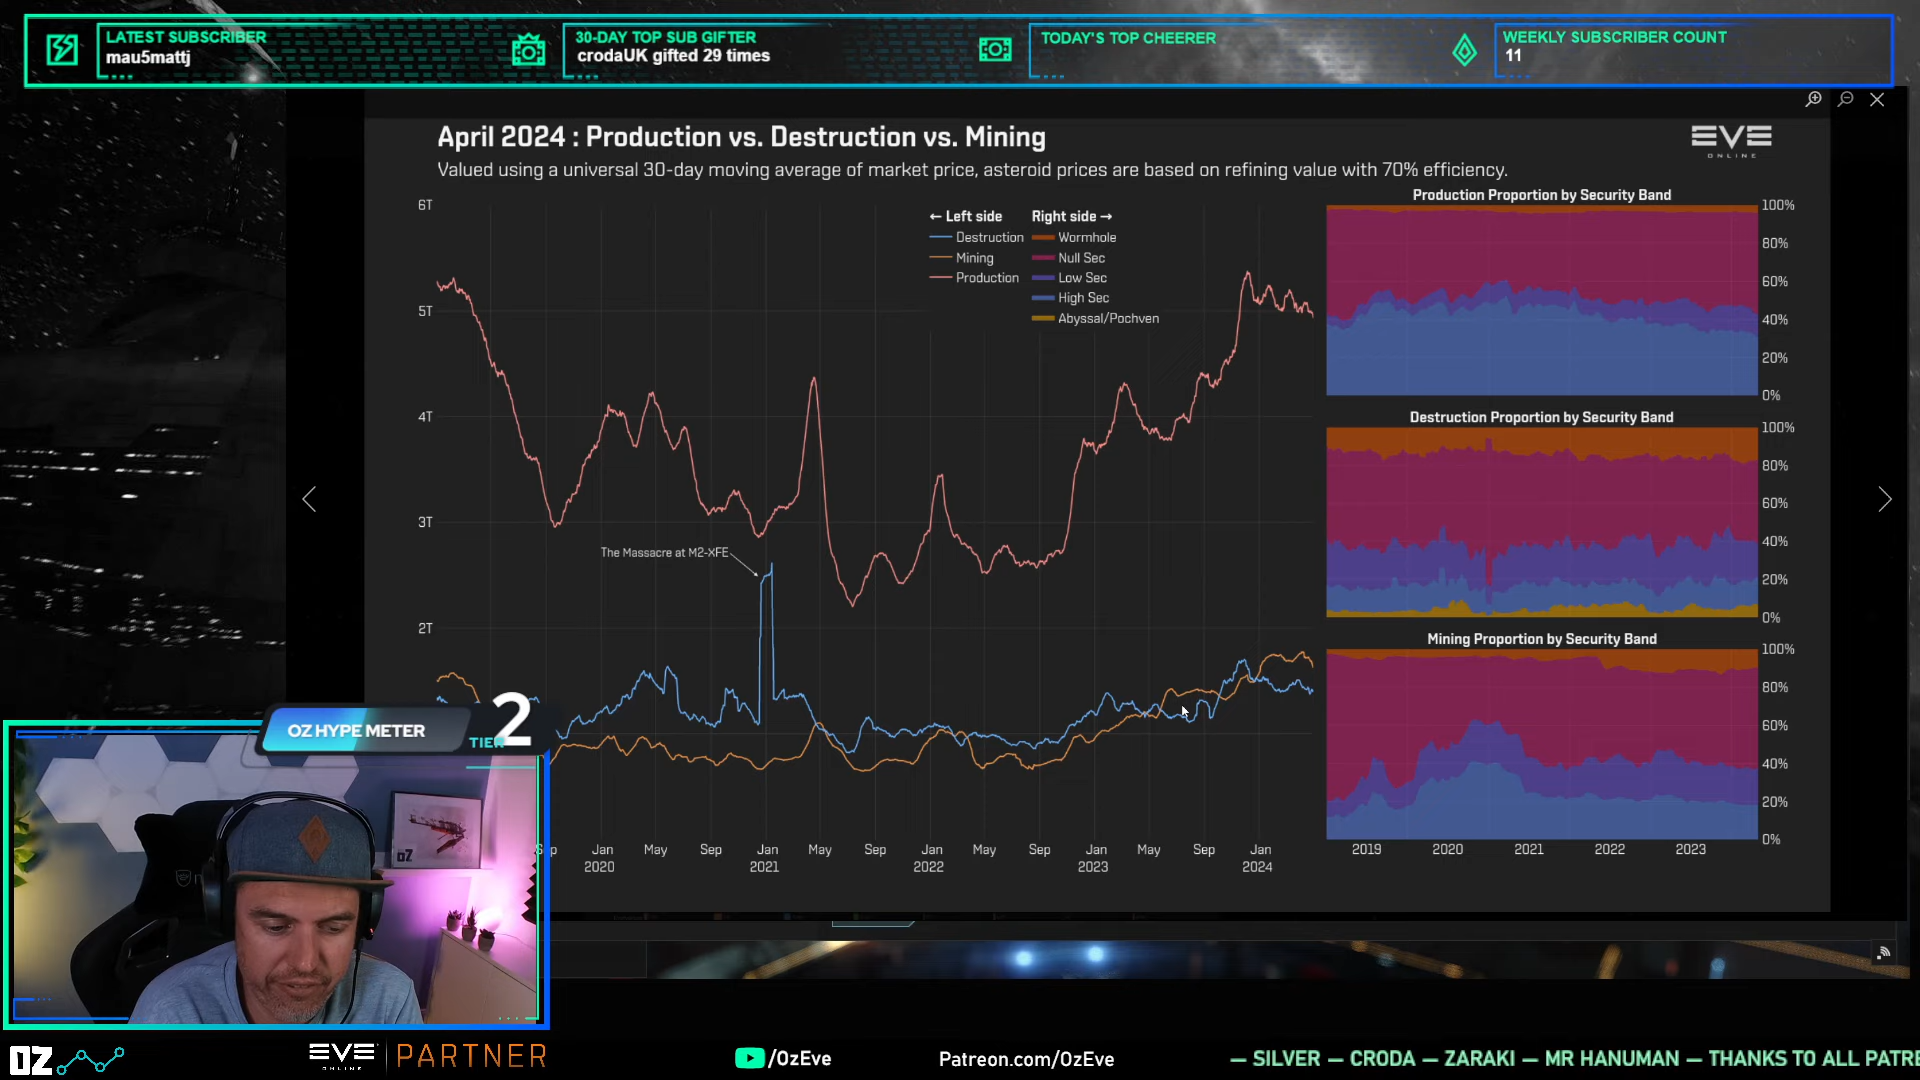 LATEST SUBSCRIBER
mau5mattj
30-DAY TOP SUB GIFTER
crodaUK gifted 29 times
TODAY'S TOP CHEERER
WEEKLY SUBSCRIBER COUNT
11
April 2024 : Production vs. Destruction vs. Mining
Valued using a universal 30-day moving average of market price, asteroid prices are based on refining value with 70% efficiency.
EVE
ONLINE
6T
5T
4T
3T
2T
← Left side
Destruction
Mining
Production
Right side →
Wormhole
Null Sec
Low Sec
High Sec
Abyssal/Pochven
The Massacre at M2-XFE
Jan May Sep Jan May Sep Jan May Sep Jan May Sep Jan
2020 2021 2022 2023 2024
Production Proportion by Security Band
100%
80%
60%
40%
20%
0%
Destruction Proportion by Security Band
100%
80%
60%
40%
20%
0%
Mining Proportion by Security Band
100%
80%
60%
40%
20%
0%
2019 2020 2021 2022 2023
OZ HYPE METER
TIER 2
OZ
OZ
EVE
ONLINE
PARTNER
/OzEve
Patreon.com/OzEve
— SILVER — CRODA — ZARAKI — MR HANUMAN — THANKS TO ALL PATRE